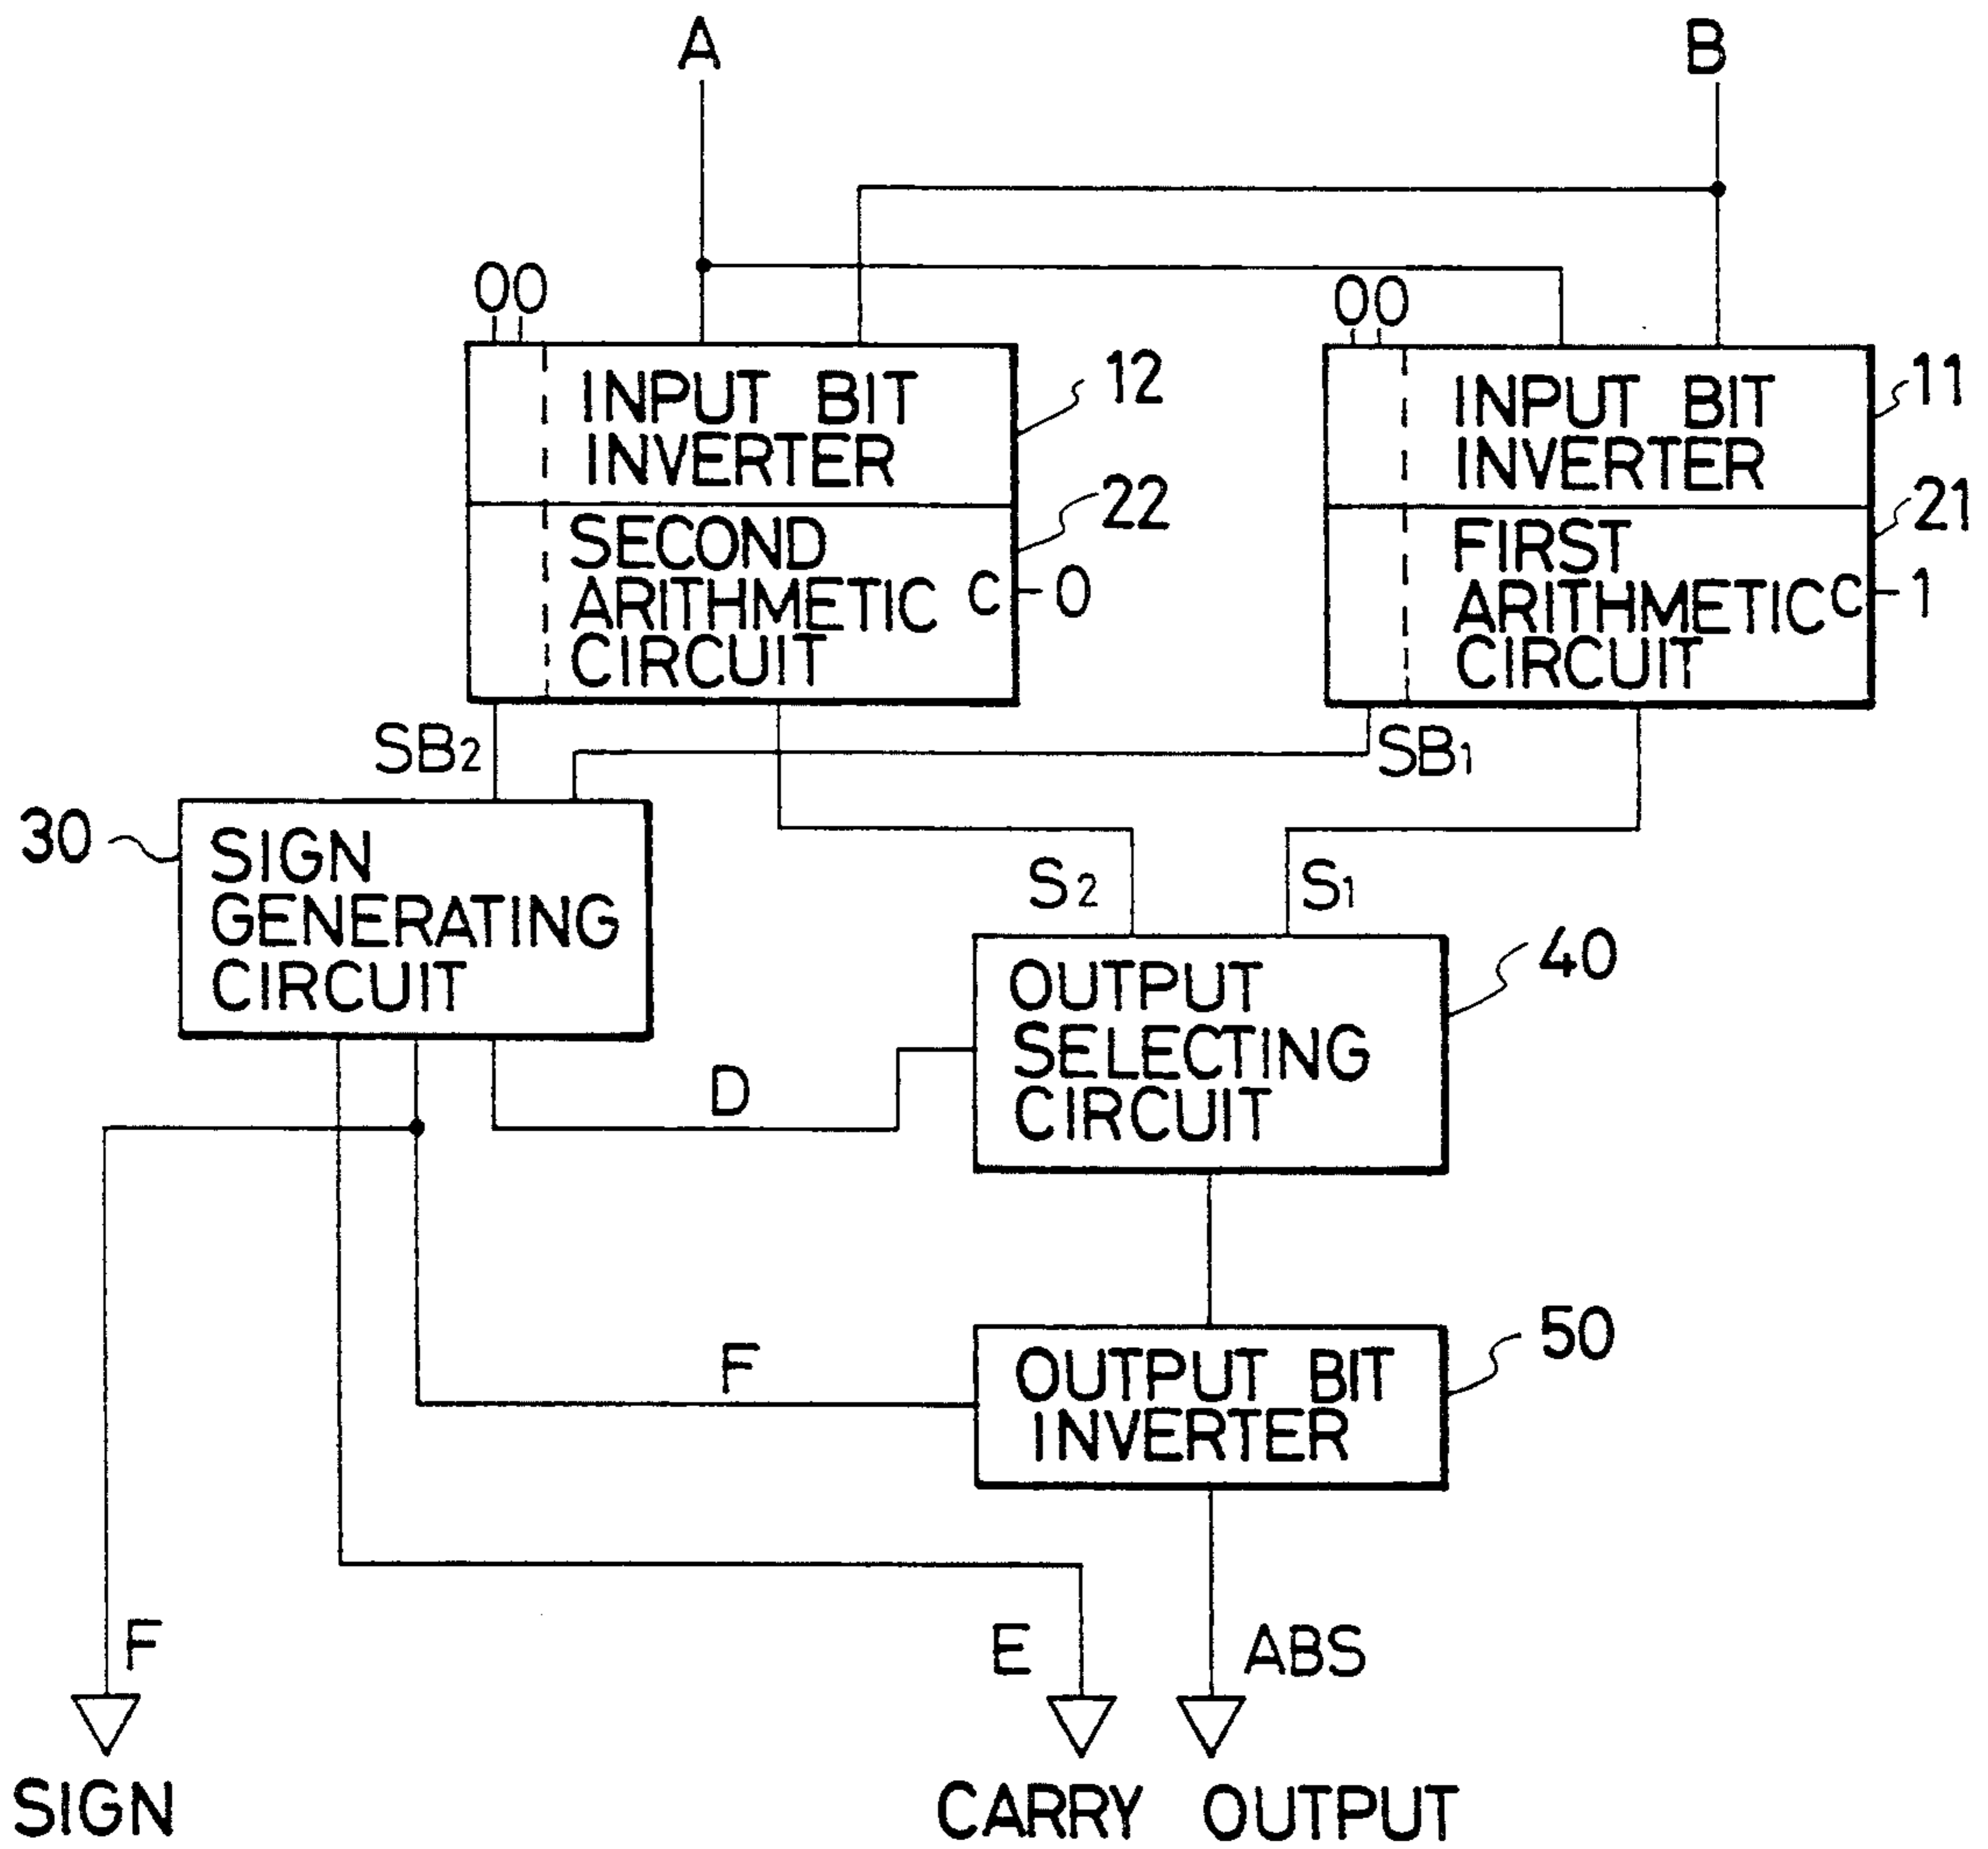 A
B
00
00
INPUT BIT
INVERTER
12
INPUT BIT
INVERTER
11
SECOND
ARITHMETIC C 0
CIRCUIT
22
FIRST
ARITHMETIC C 1
CIRCUIT
21
SB2
SB1
30
SIGN
GENERATING
CIRCUIT
S2
S1
40
OUTPUT
SELECTING
CIRCUIT
D
50
F
OUTPUT BIT
INVERTER
F
E
ABS
SIGN
CARRY OUTPUT